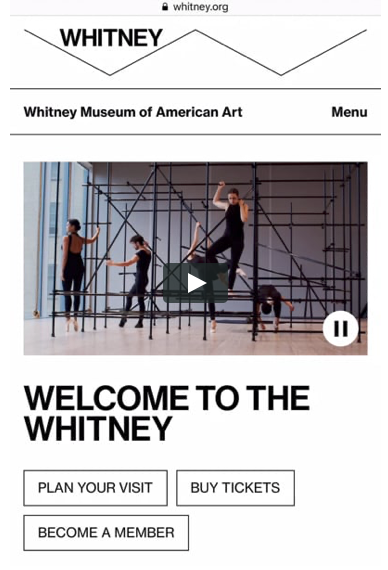 whitney.org
WHITNEY
Whitney Museum of American Art
Menu
WELCOME TO THE
WHITNEY
PLAN YOUR VISIT
BUY TICKETS
BECOME A MEMBER